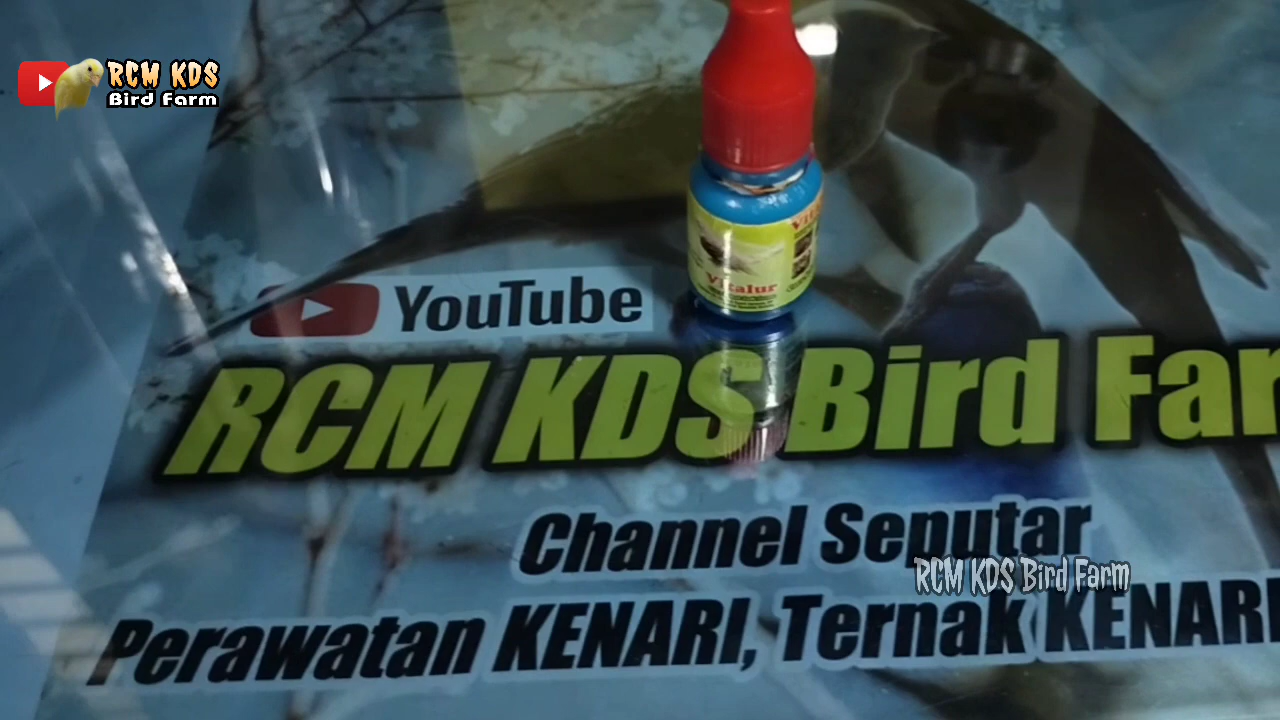 RCM KDS
Bird Farm
Vitalur
YouTube
RCM KDS Bird Far
Channel Seputar
RCM KDS Bird Farm
Perawatan KENARI, Ternak KENARI